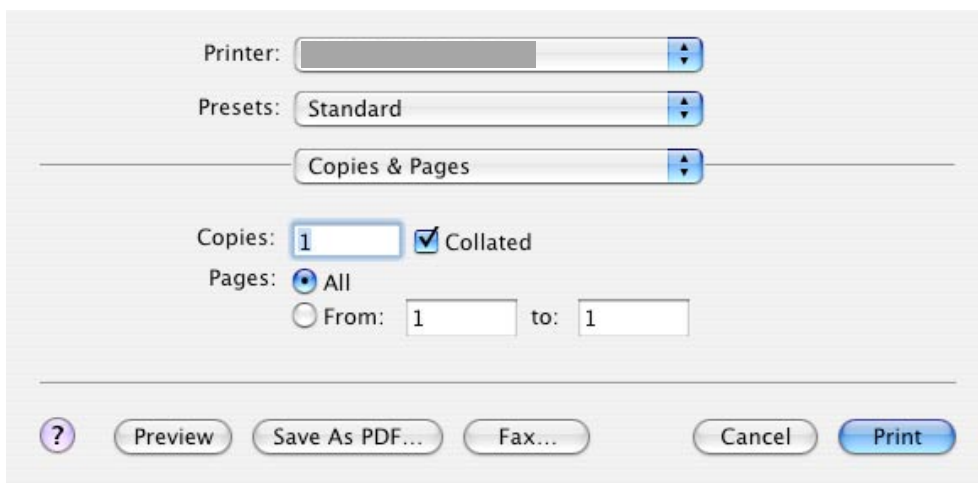 Printer:
Presets: Standard
Copies & Pages
Copies: 1 Collated
Pages: All
From: 1 to: 1
? Preview Save As PDF... Fax... Cancel Print